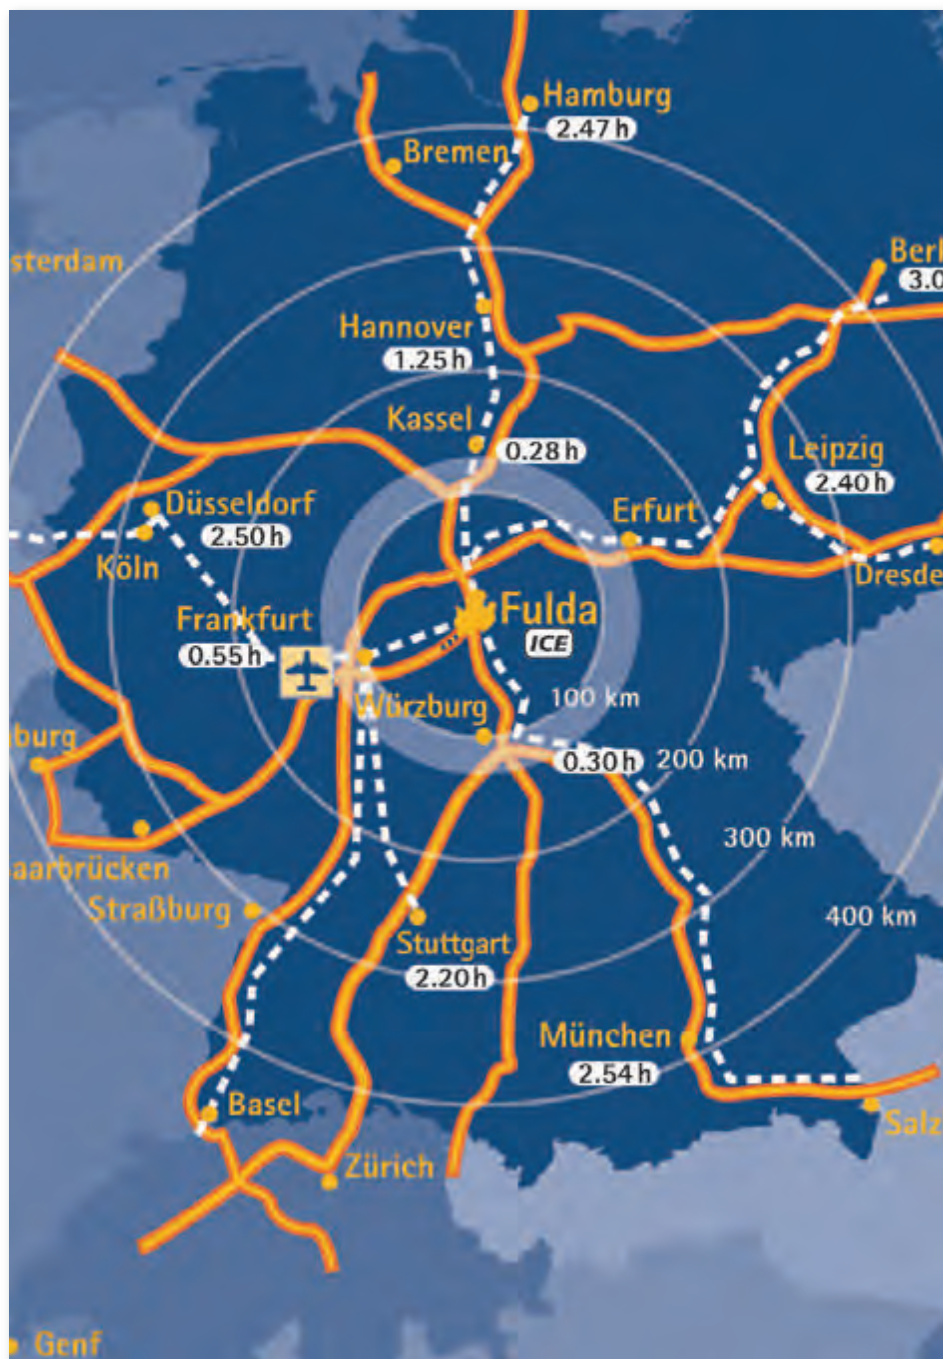 Hamburg
2.47 h
Bremen
sterdam
Berl
3.0
Hannover
1.25 h
Kassel
0.28 h
Leipzig
2.40 h
Düsseldorf
2.50 h
Erfurt
Köln
Dresde
Frankfurt
0.55 h
Fulda
ICE
Würzburg
100 km
burg
0.30 h
200 km
300 km
aarbrücken
Straßburg
400 km
Stuttgart
2.20 h
München
2.54 h
Basel
Salz
Zürich
Genf